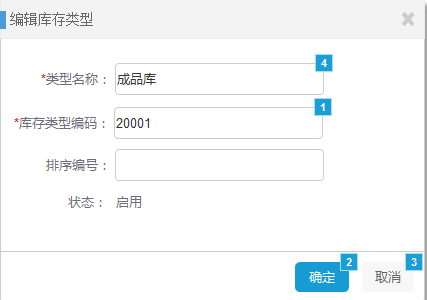 编辑库存类型 ×
*类型名称： 成品库 4
*库存类型编码： 20001 1
排序编号：
状态： 启用
确定 2 取消 3